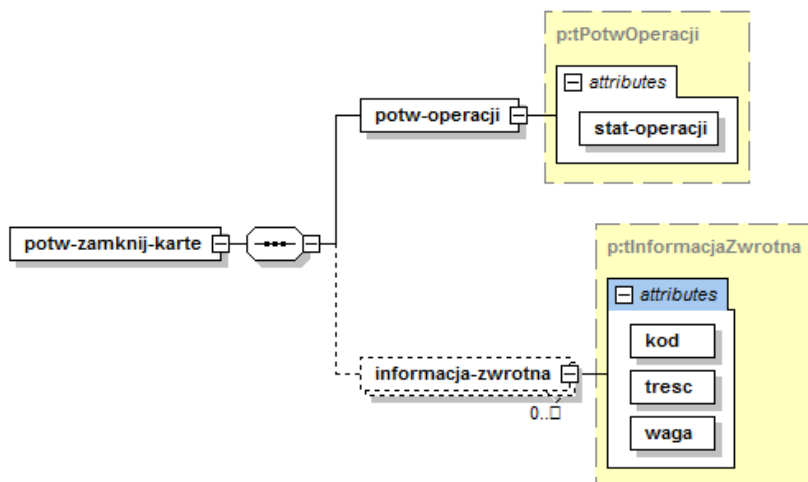 p:tPotwOperacji
attributes
potw-operacji
stat-operacji
potw-zamknij-karte
p:tInformacjaZwrotna
attributes
kod
informacja-zwrotna
tresc
0..□
waga